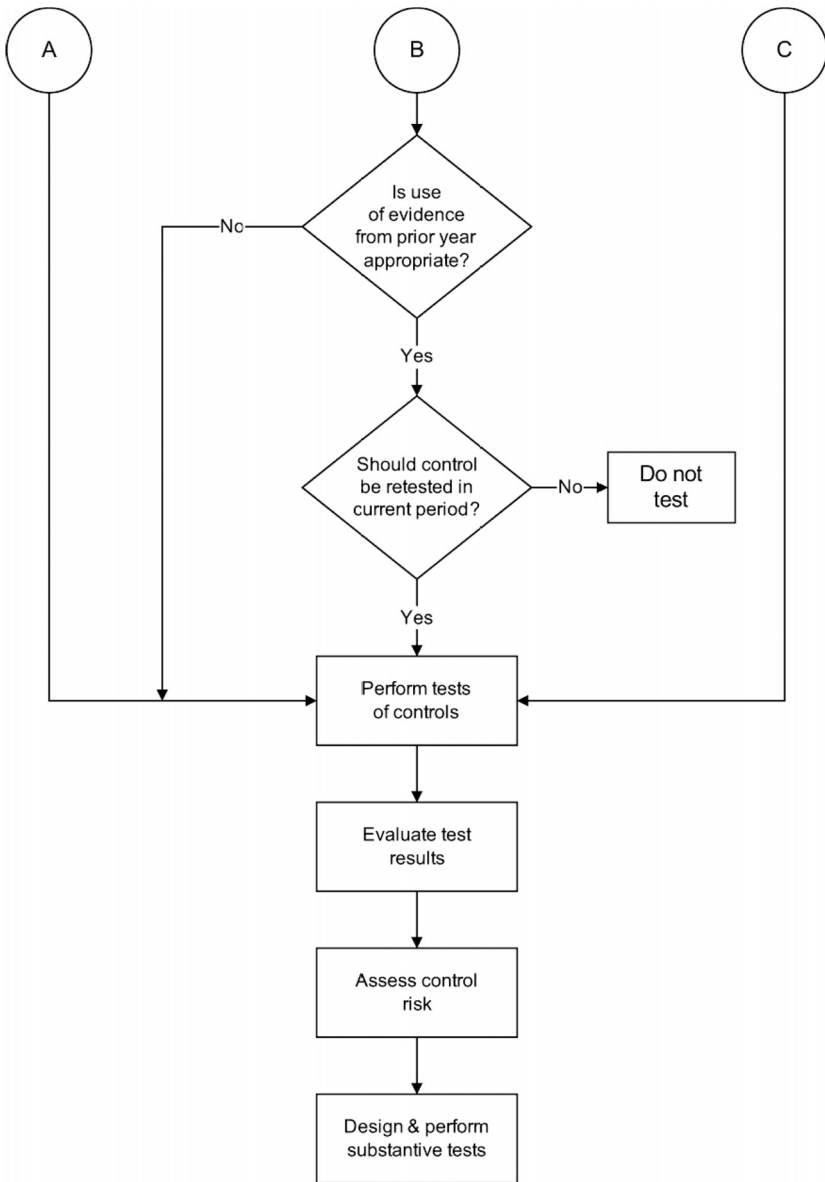 A
B
C
Is use
of evidence
from prior year
appropriate?
No
Yes
Should control
be retested in
current period?
No
Do not
test
Yes
Perform tests
of controls
Evaluate test
results
Assess control
risk
Design & perform
substantive tests